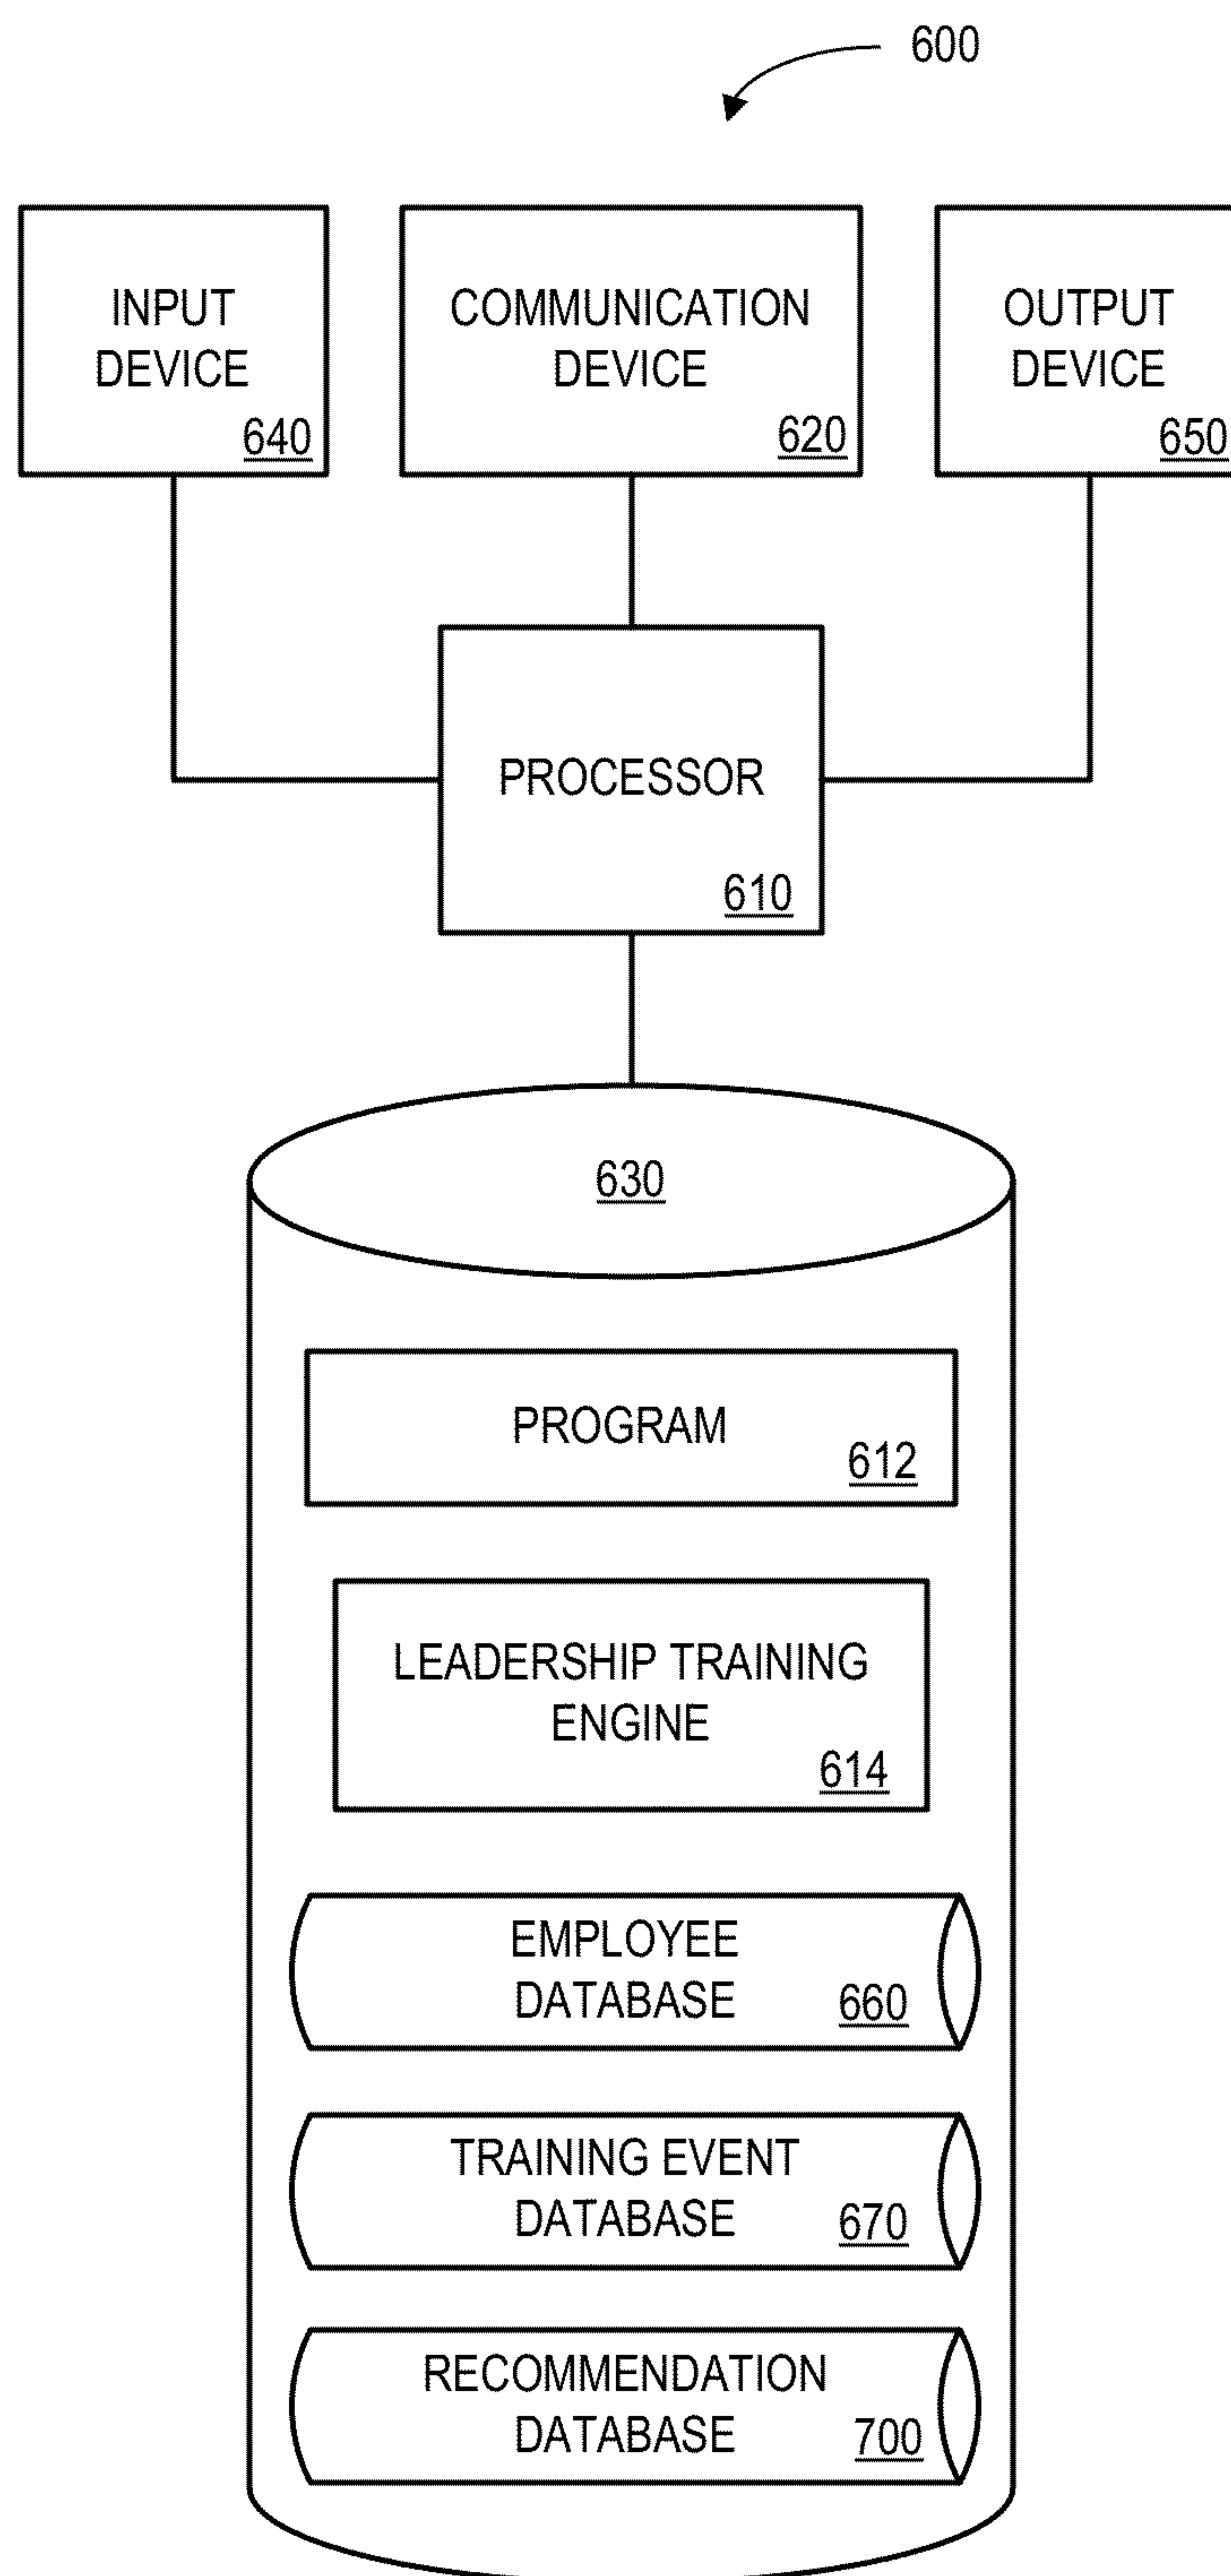 600
INPUT
DEVICE
640
COMMUNICATION
DEVICE
620
OUTPUT
DEVICE
650
PROCESSOR
610
630
PROGRAM
612
LEADERSHIP TRAINING
ENGINE
614
EMPLOYEE
DATABASE
660
TRAINING EVENT
DATABASE
670
RECOMMENDATION
DATABASE
700